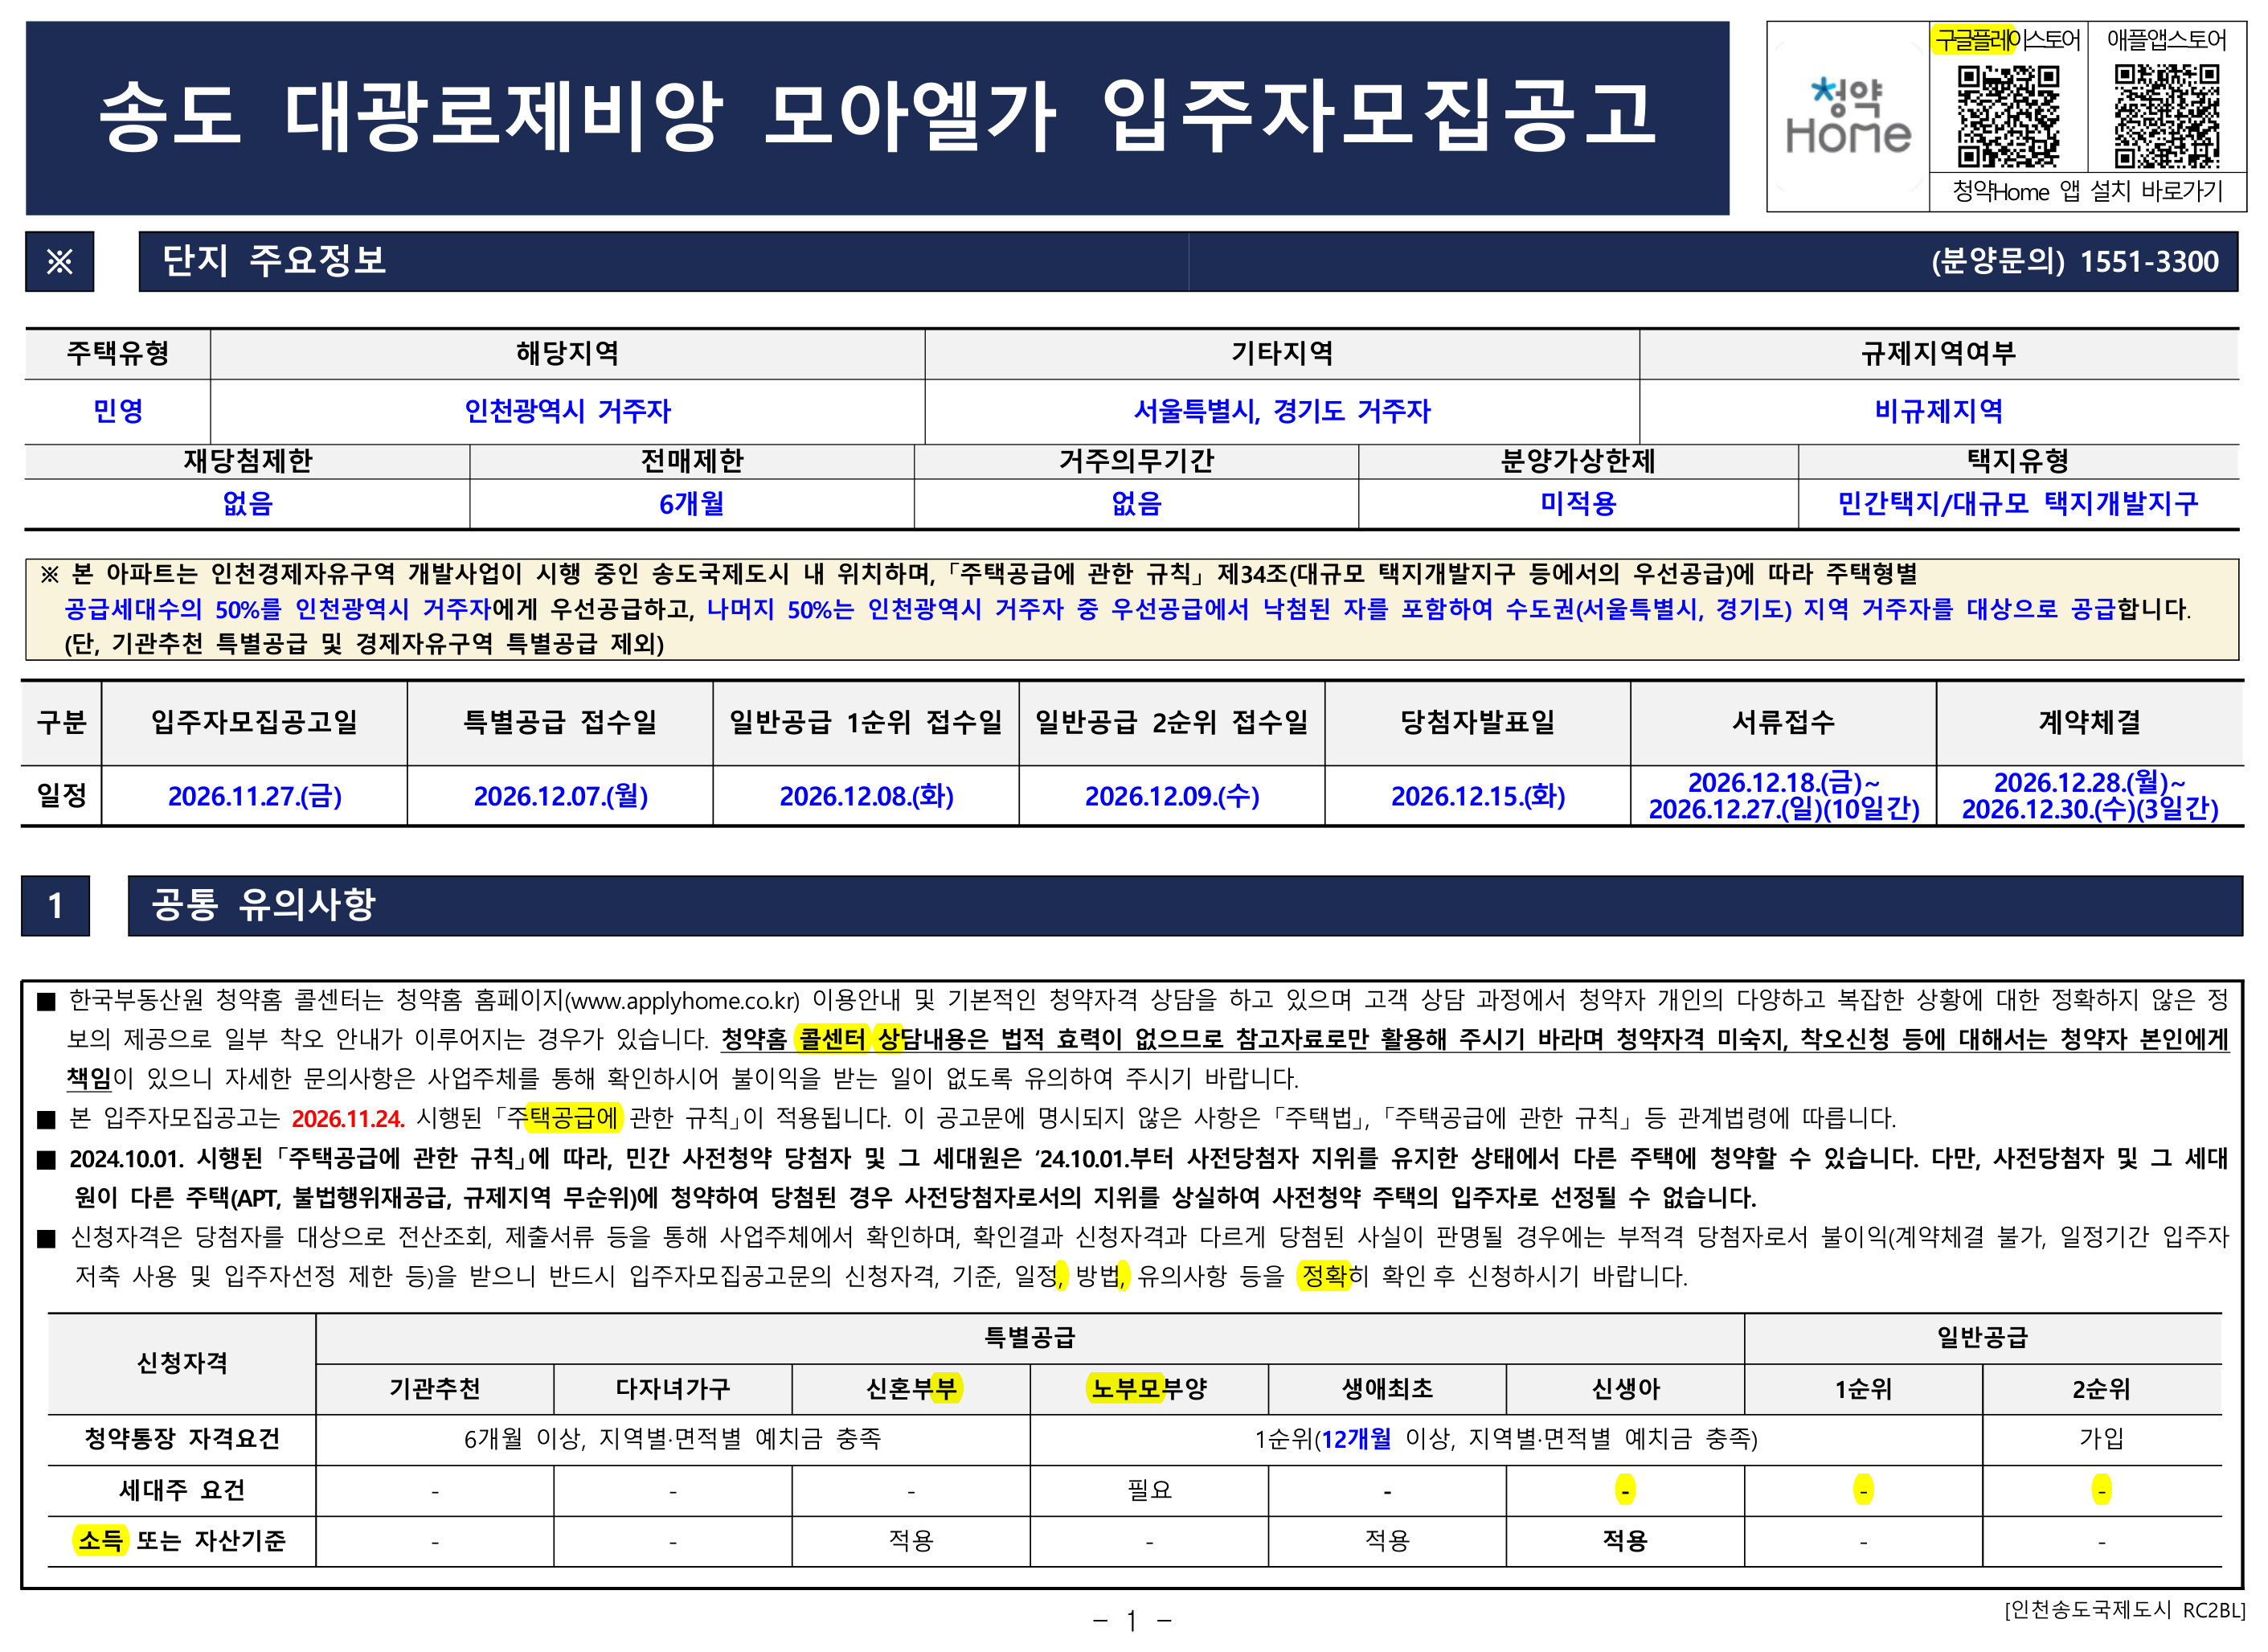 송도 대광로제비앙 모아엘가 입주자모집공고
청약 Home
구글플레이스토어 애플앱스토어
청약Home 앱 설치 바로가기
※ 단지 주요정보 (분양문의) 1551-3300
주택유형 해당지역 기타지역 규제지역여부
민영 인천광역시 거주자 서울특별시, 경기도 거주자 비규제지역
재당첨제한 전매제한 거주의무기간 분양가상한제 택지유형
없음 6개월 없음 미적용 민간택지/대규모 택지개발지구
※ 본 아파트는 인천경제자유구역 개발사업이 시행 중인 송도국제도시 내 위치하며,「주택공급에 관한 규칙」제34조(대규모 택지개발지구 등에서의 우선공급)에 따라 주택형별
공급세대수의 50%를 인천광역시 거주자에게 우선공급하고, 나머지 50%는 인천광역시 거주자 중 우선공급에서 낙첨된 자를 포함하여 수도권(서울특별시, 경기도) 지역 거주자를 대상으로 공급합니다.
(단, 기관추천 특별공급 및 경제자유구역 특별공급 제외)
구분 입주자모집공고일 특별공급 접수일 일반공급 1순위 접수일 일반공급 2순위 접수일 당첨자발표일 서류접수 계약체결
일정 2026.11.27.(금) 2026.12.07.(월) 2026.12.08.(화) 2026.12.09.(수) 2026.12.15.(화) 2026.12.18.(금)~ 2026.12.27.(일)(10일간) 2026.12.28.(월)~ 2026.12.30.(수)(3일간)
1 공통 유의사항
■ 한국부동산원 청약홈 콜센터는 청약홈 홈페이지(www.applyhome.co.kr) 이용안내 및 기본적인 청약자격 상담을 하고 있으며 고객 상담 과정에서 청약자 개인의 다양하고 복잡한 상황에 대한 정확하지 않은 정
보의 제공으로 일부 착오 안내가 이루어지는 경우가 있습니다. 청약홈 콜센터 상담내용은 법적 효력이 없으므로 참고자료로만 활용해 주시기 바라며 청약자격 미숙지, 착오신청 등에 대해서는 청약자 본인에게
책임이 있으니 자세한 문의사항은 사업주체를 통해 확인하시어 불이익을 받는 일이 없도록 유의하여 주시기 바랍니다.
■ 본 입주자모집공고는 2026.11.24. 시행된 「주택공급에 관한 규칙」이 적용됩니다. 이 공고문에 명시되지 않은 사항은「주택법」,「주택공급에 관한 규칙」등 관계법령에 따릅니다.
■ 2024.10.01. 시행된「주택공급에 관한 규칙」에 따라, 민간 사전청약 당첨자 및 그 세대원은 ‘24.10.01.부터 사전당첨자 지위를 유지한 상태에서 다른 주택에 청약할 수 있습니다. 다만, 사전당첨자 및 그 세대
원이 다른 주택(APT, 불법행위재공급, 규제지역 무순위)에 청약하여 당첨된 경우 사전당첨자로서의 지위를 상실하여 사전청약 주택의 입주자로 선정될 수 없습니다.
■ 신청자격은 당첨자를 대상으로 전산조회, 제출서류 등을 통해 사업주체에서 확인하며, 확인결과 신청자격과 다르게 당첨된 사실이 판명될 경우에는 부적격 당첨자로서 불이익(계약체결 불가, 일정기간 입주자
저축 사용 및 입주자선정 제한 등)을 받으니 반드시 입주자모집공고문의 신청자격, 기준, 일정, 방법, 유의사항 등을 정확히 확인 후 신청하시기 바랍니다.
신청자격 특별공급 일반공급
기관추천 다자녀가구 신혼부부 노부모부양 생애최초 신생아 1순위 2순위
청약통장 자격요건 6개월 이상, 지역별·면적별 예치금 충족 1순위(12개월 이상, 지역별·면적별 예치금 충족) 가입
세대주 요건 - - - 필요 - - - -
소득 또는 자산기준 - - 적용 - 적용 적용 - -
- 1 -
[인천송도국제도시 RC2BL]